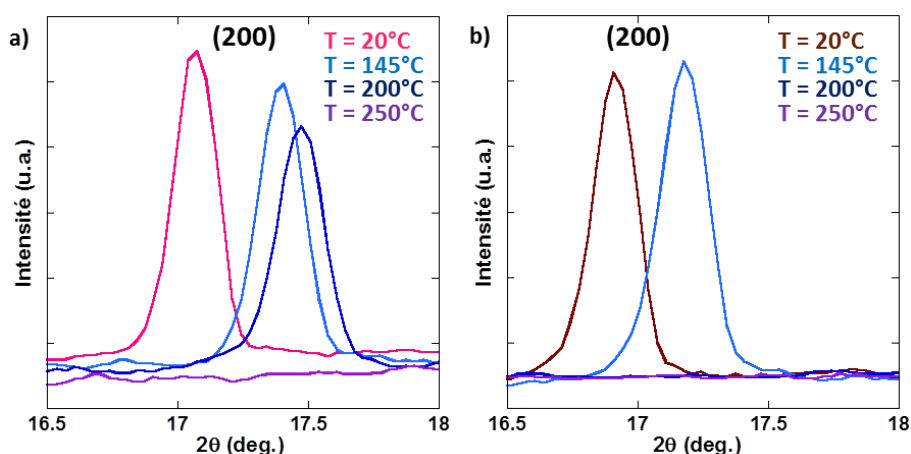 a)
(200)
T = 20°C
T = 145°C
T = 200°C
T = 250°C
Intensité (u.a.)
16.5 17 17.5 18
2θ (deg.)
b)
(200)
T = 20°C
T = 145°C
T = 200°C
T = 250°C
Intensité (u.a.)
16.5 17 17.5 18
2θ (deg.)